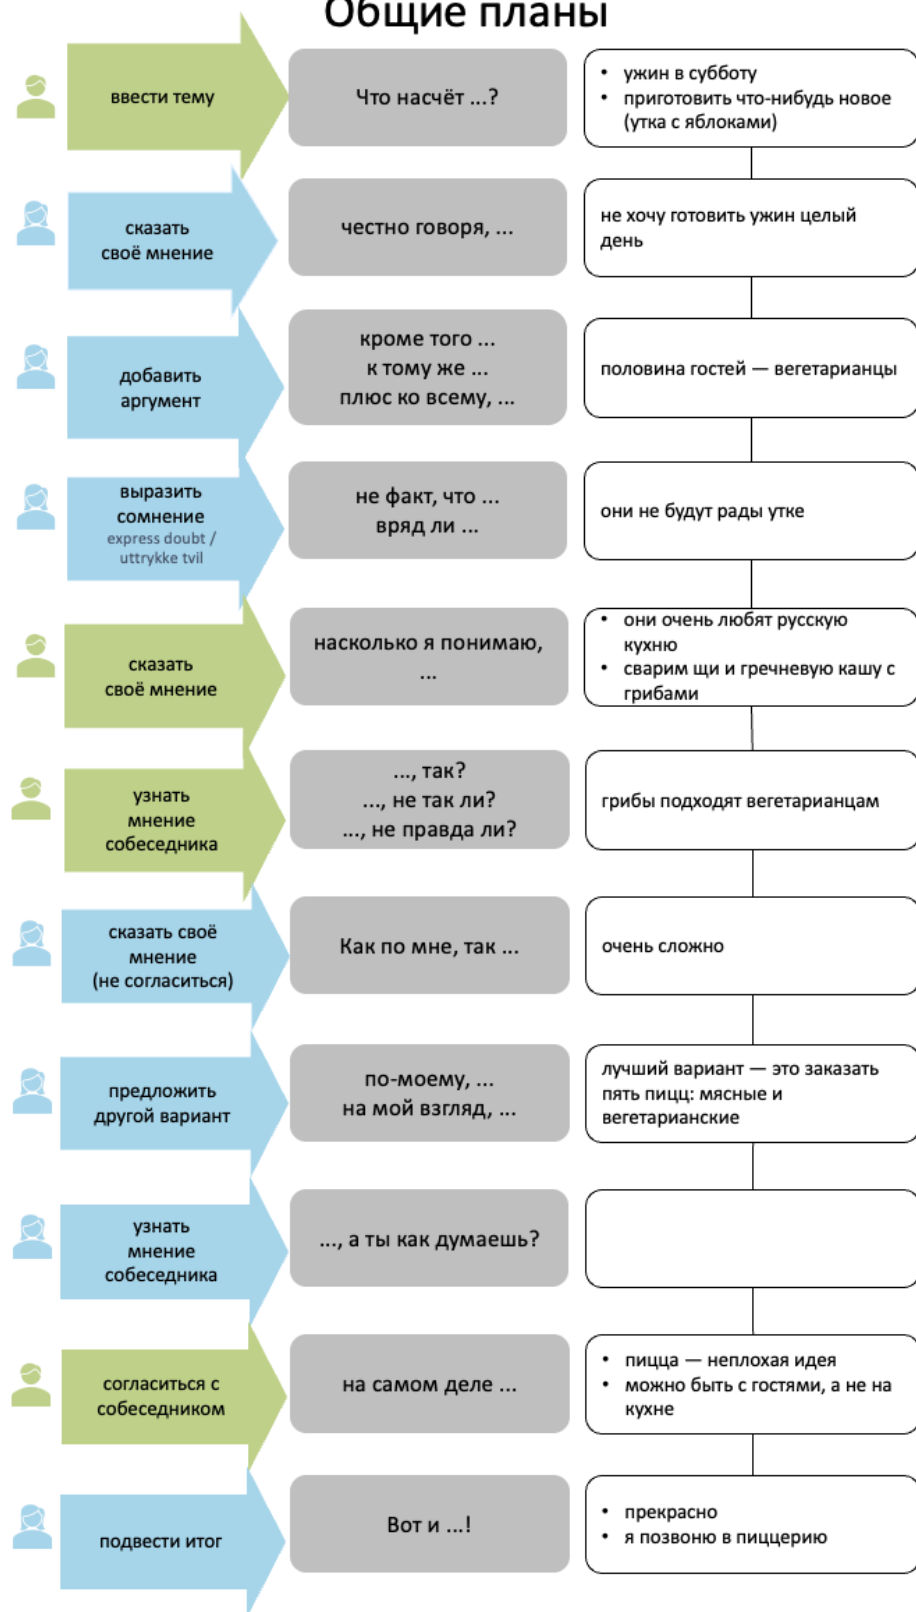 Общие планы
ввести тему
Что насчёт ...?
• ужин в субботу
• приготовить что-нибудь новое
(утка с яблоками)
сказать
своё мнение
честно говоря, ...
не хочу готовить ужин целый
день
добавить
аргумент
кроме того ...
к тому же ...
плюс ко всему, ...
половина гостей — вегетарианцы
выразить
сомнение
express doubt /
uttrykke tvil
не факт, что ...
вряд ли ...
они не будут рады утке
сказать
своё мнение
насколько я понимаю,
...
• они очень любят русскую
кухню
• сварим щи и гречневую кашу с
грибами
узнать
мнение
собеседника
..., так?
..., не так ли?
..., не правда ли?
грибы подходят вегетарианцам
сказать своё
мнение
(не согласиться)
Как по мне, так ...
очень сложно
предложить
другой вариант
по-моему, ...
на мой взгляд, ...
лучший вариант — это заказать
пять пицц: мясные и
вегетарианские
узнать
мнение
собеседника
..., а ты как думаешь?
согласиться с
собеседником
на самом деле ...
• пицца — неплохая идея
• можно быть с гостями, а не на
кухне
подвести итог
Вот и ...!
• прекрасно
• я позвоню в пиццерию